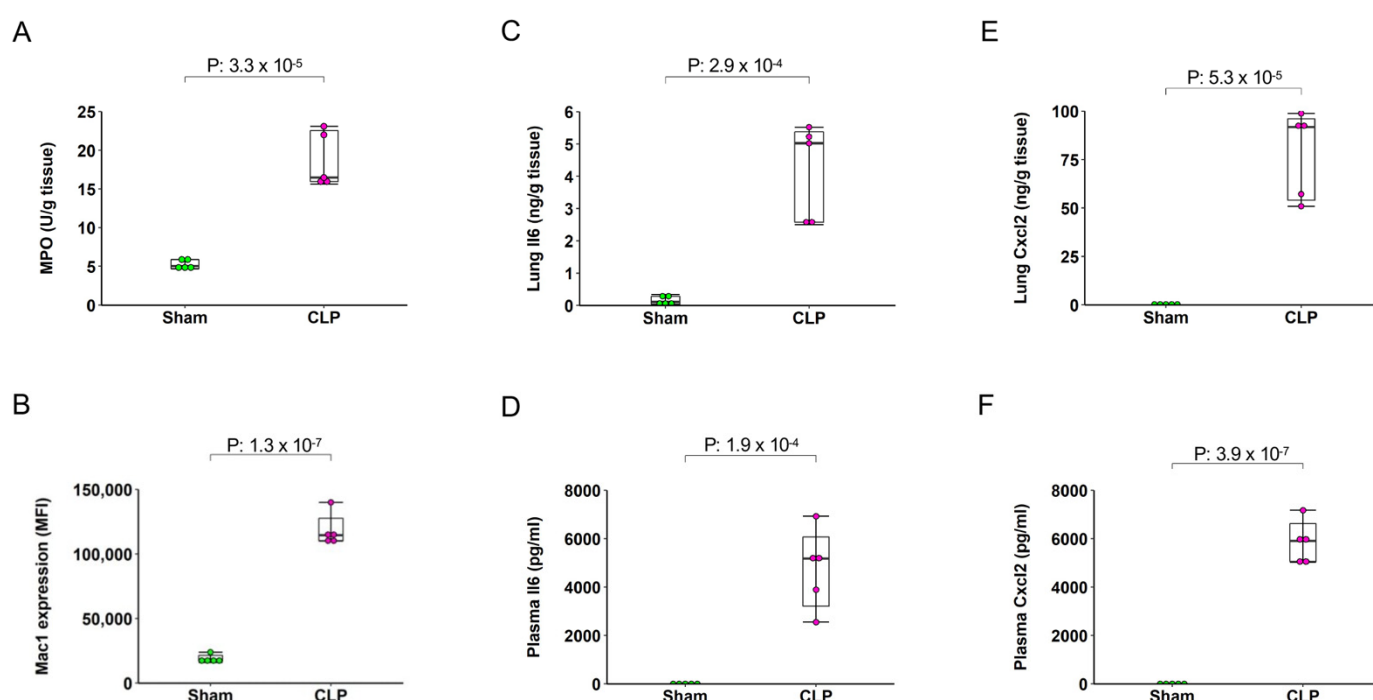 A
P: 3.3 x 10-5
MPO (U/g tissue)
25
20
15
10
5
0
Sham CLP
C
P: 2.9 x 10-4
Lung Il6 (ng/g tissue)
6
5
4
3
2
1
0
Sham CLP
E
P: 5.3 x 10-5
Lung Cxcl2 (ng/g tissue)
100
75
50
25
0
Sham CLP
B
P: 1.3 x 10-7
Mac1 expression (MFI)
150,000
100,000
50,000
0
Sham CLP
D
P: 1.9 x 10-4
Plasma Il6 (pg/ml)
8000
6000
4000
2000
0
Sham CLP
F
P: 3.9 x 10-7
Plasma Cxcl2 (pg/ml)
8000
6000
4000
2000
0
Sham CLP